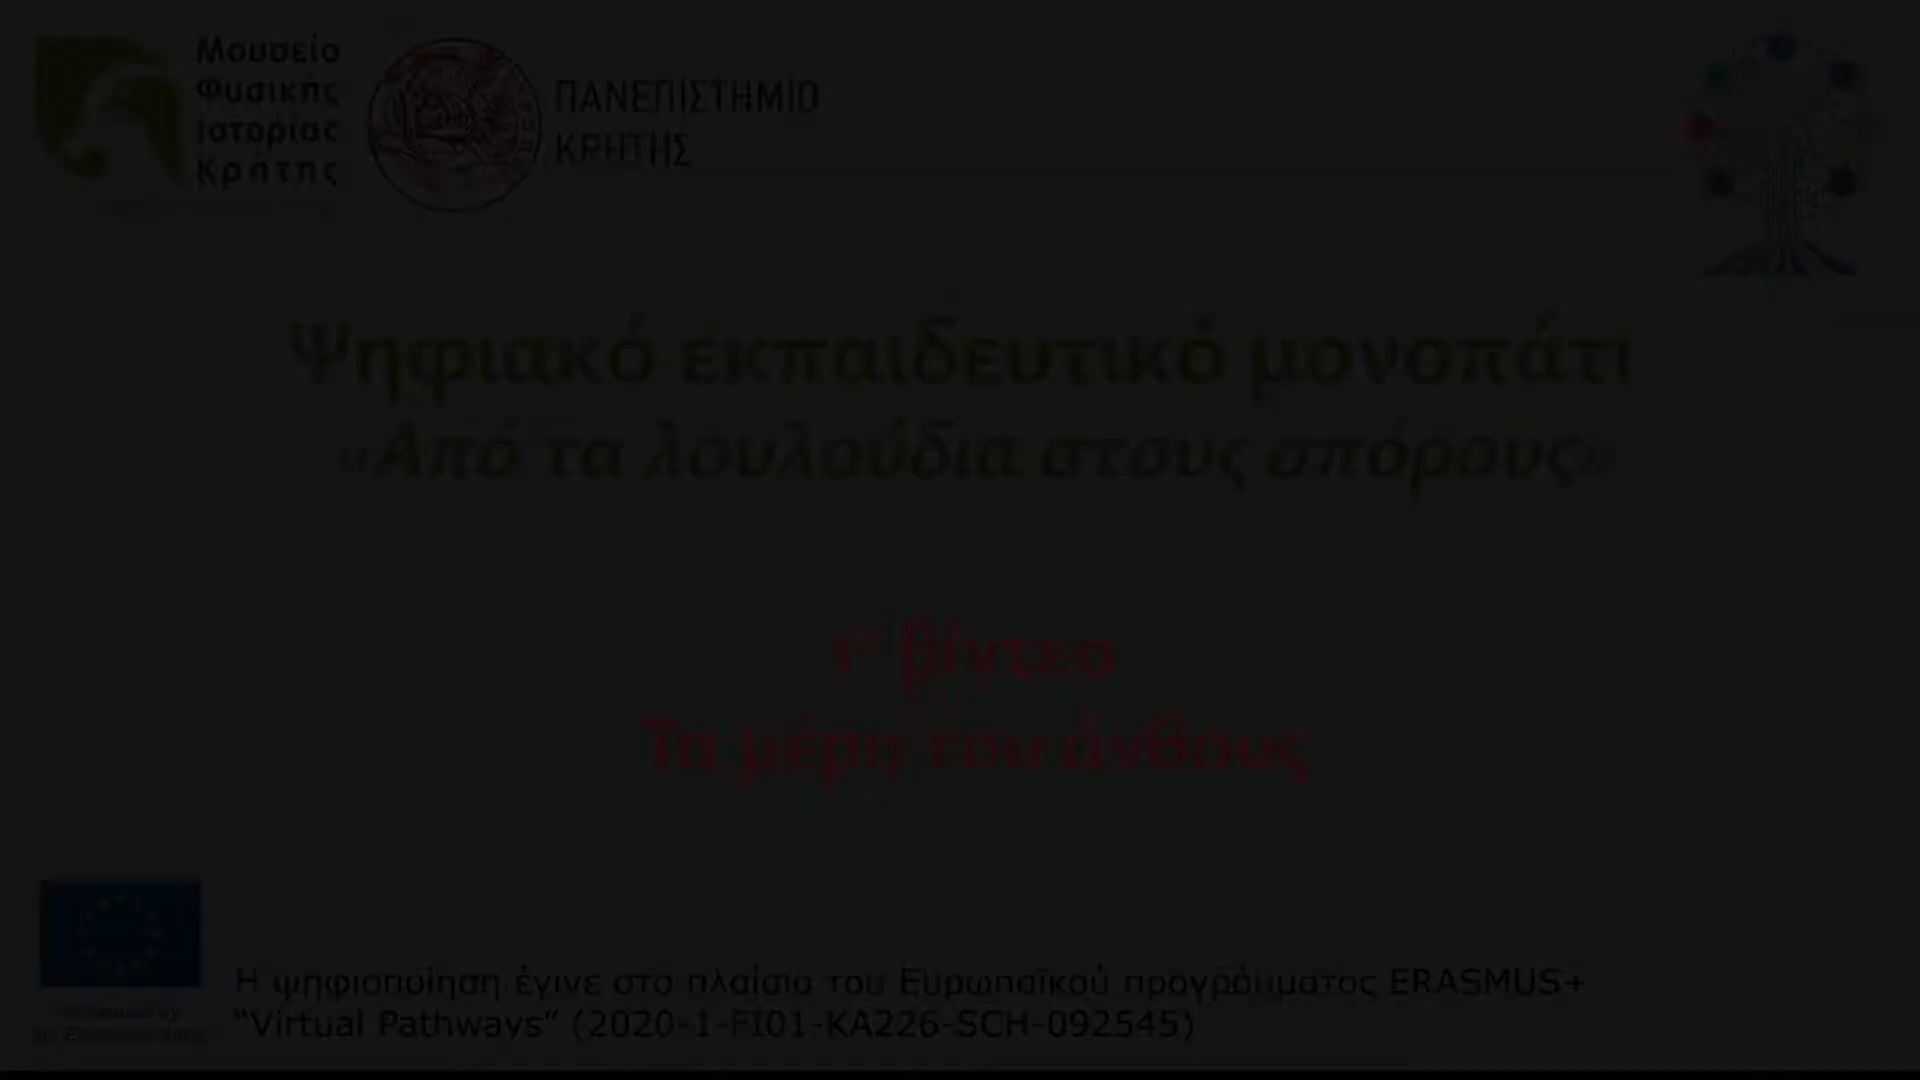 Μουσείο
Φυσικής
Ιστορίας
Κρήτης
ΠΑΝΕΠΙΣΤΗΜΙΟ
ΚΡΗΤΗΣ
Ψηφιακό εκπαιδευτικό μονοπάτι
«Από τα λουλούδια στους σπόρους»
1ο βίντεο
Τα μέρη του άνθους
Η ψηφιοποίηση έγινε στο πλαίσιο του Ευρωπαϊκού προγράμματος ERASMUS+
"Virtual Pathways" (2020-1-FI01-KA226-SCH-092545)